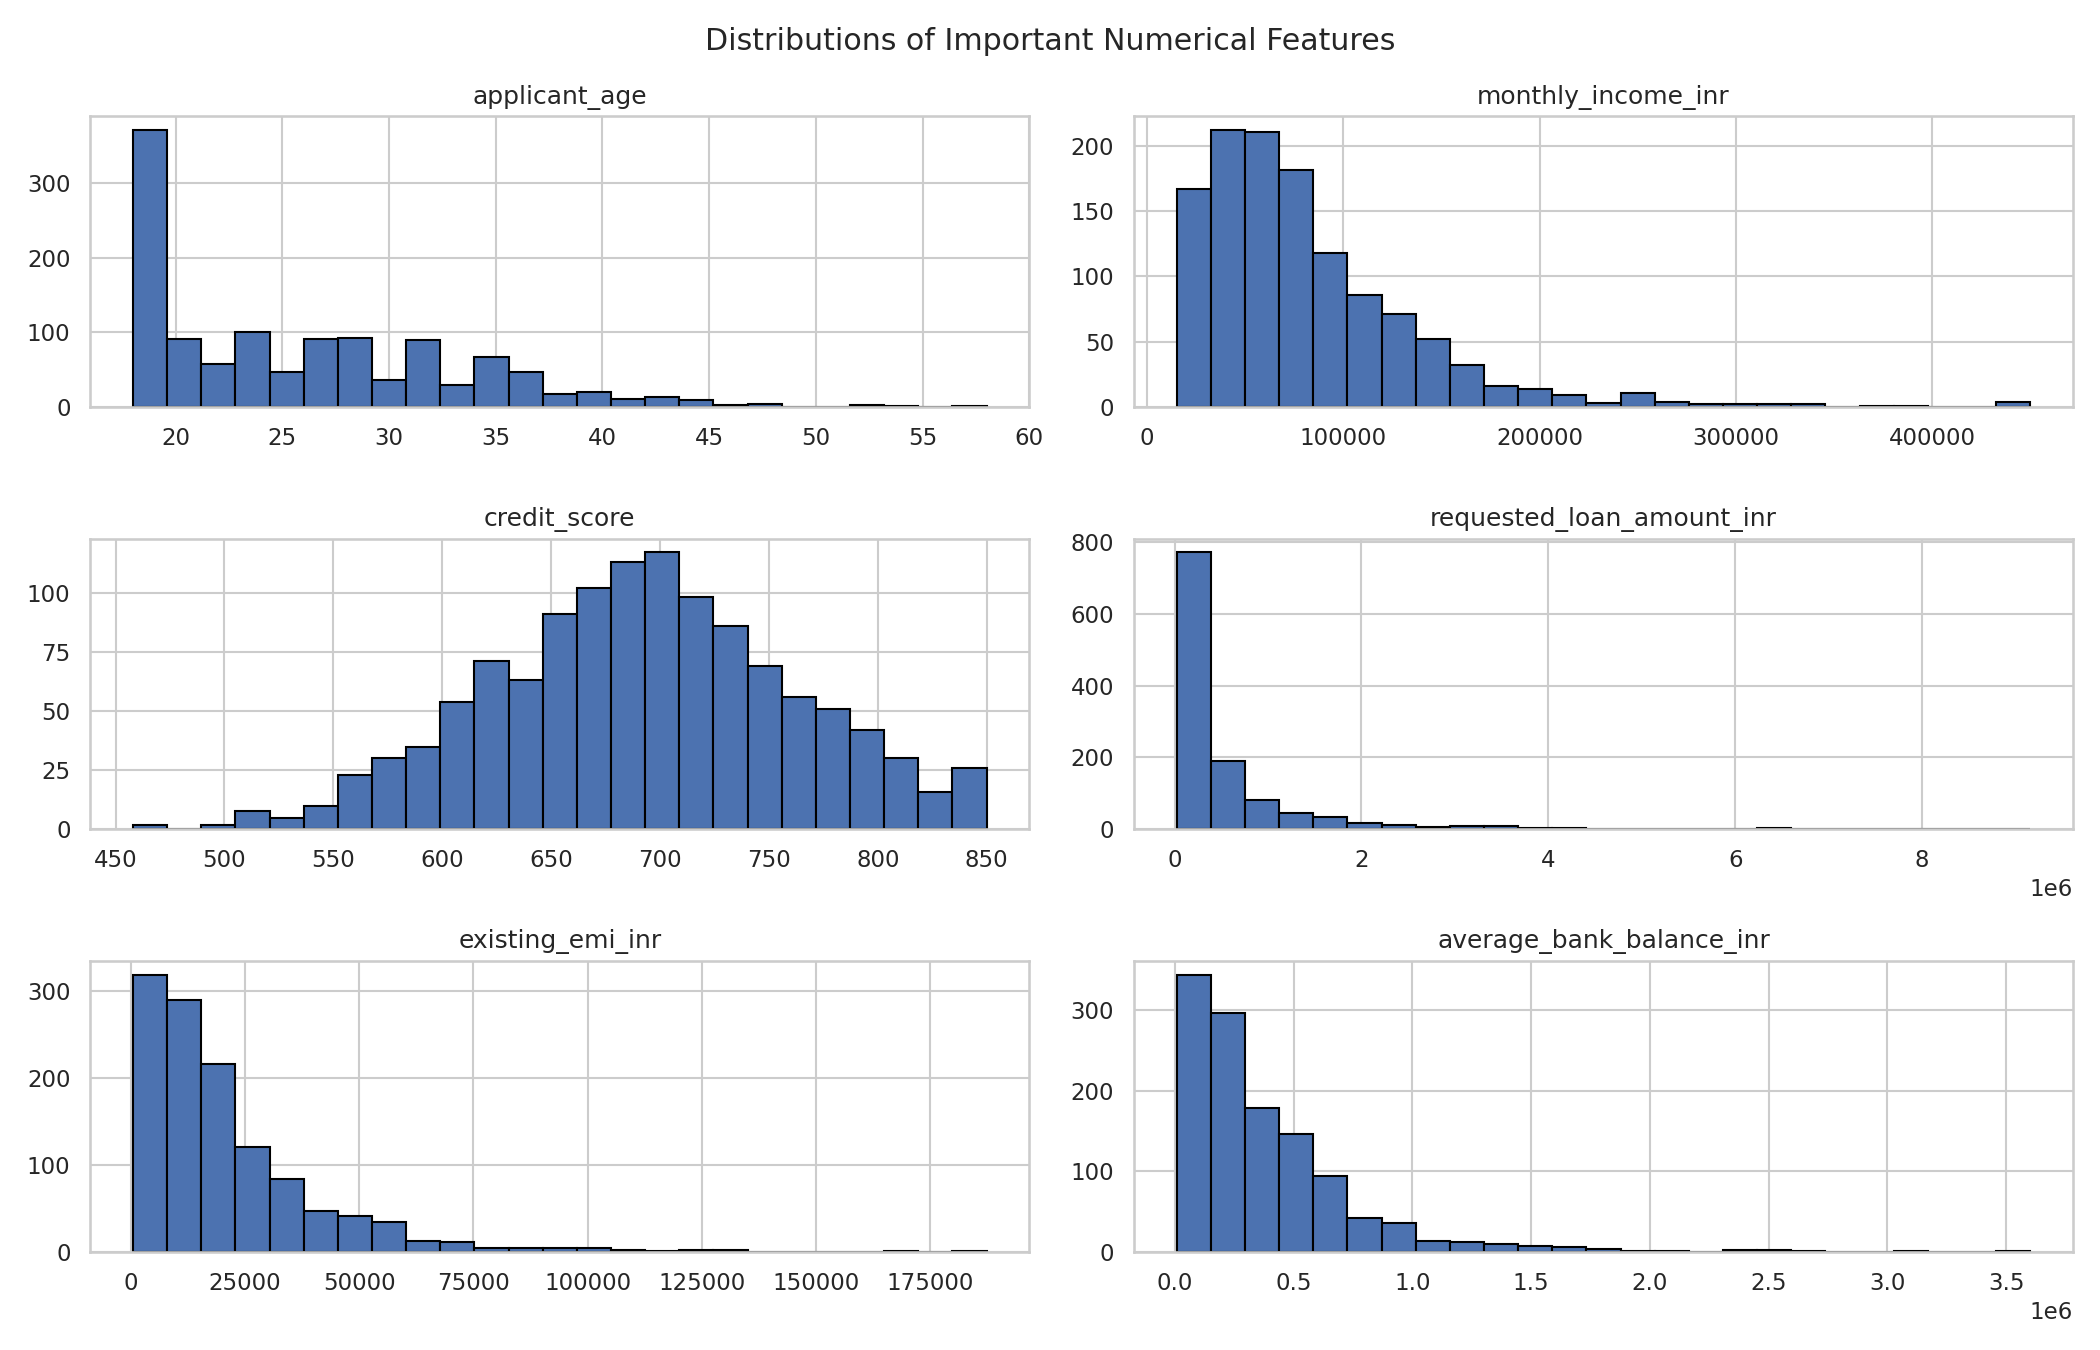 Distributions of Important Numerical Features
applicant_age
300
200
100
0
20 25 30 35 40 45 50 55 60
monthly_income_inr
200
150
100
50
0
0 100000 200000 300000 400000
credit_score
100
75
50
25
0
450 500 550 600 650 700 750 800 850
requested_loan_amount_inr
800
600
400
200
0
0 2 4 6 8
1e6
existing_emi_inr
300
200
100
0
0 25000 50000 75000 100000 125000 150000 175000
average_bank_balance_inr
300
200
100
0
0.0 0.5 1.0 1.5 2.0 2.5 3.0 3.5
1e6